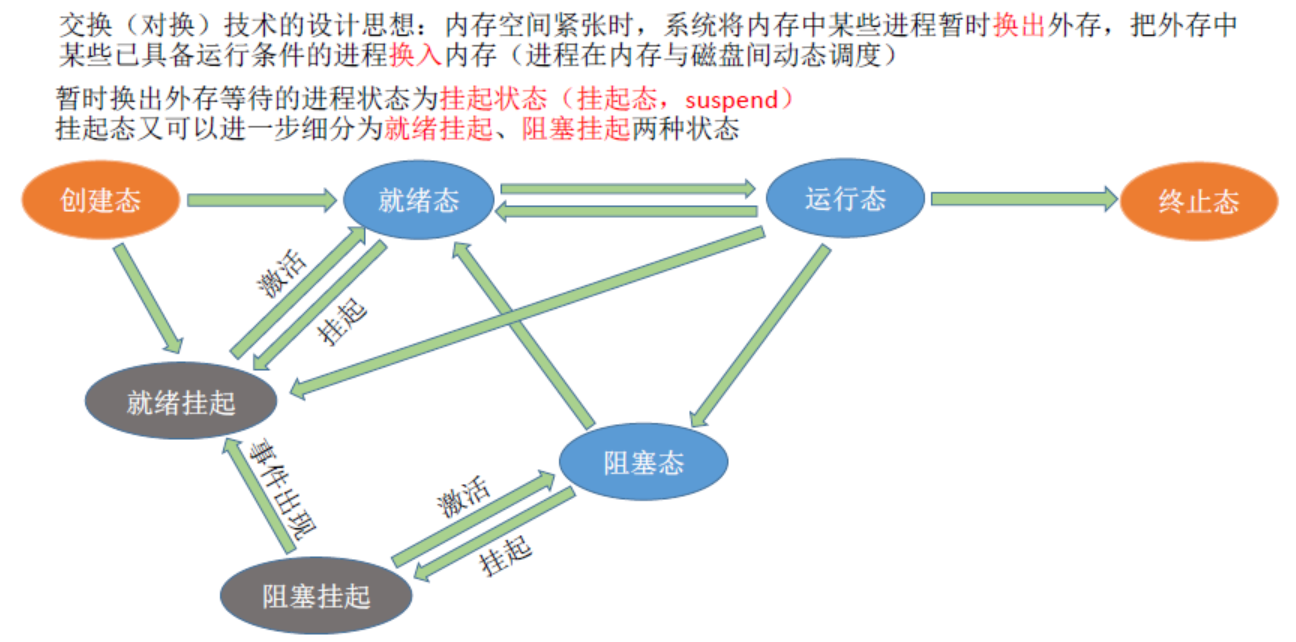 交换（对换）技术的设计思想：内存空间紧张时，系统将内存中某些进程暂时换出外存，把外存中
某些已具备运行条件的进程换入内存（进程在内存与磁盘间动态调度）
暂时换出外存等待的进程状态为挂起状态（挂起态，suspend）
挂起态又可以进一步细分为就绪挂起、阻塞挂起两种状态
创建态
就绪态
运行态
终止态
激活
挂起
就绪挂起
事件出现
阻塞态
激活
挂起
阻塞挂起